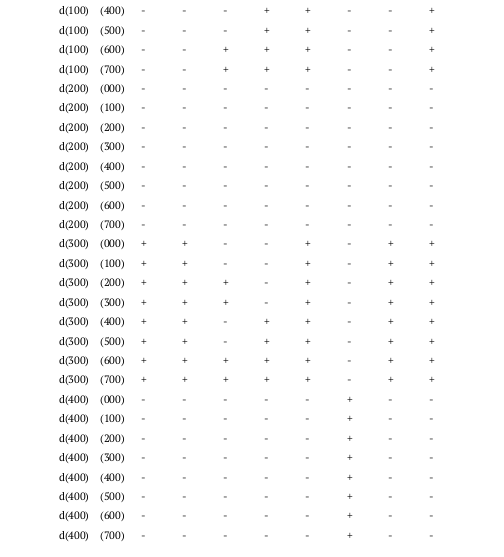 d(100) (400) - - - + + - - +
d(100) (500) - - - + + - - +
d(100) (600) - - + + + - - +
d(100) (700) - - + + + - - +
d(200) (000) - - - - - - - -
d(200) (100) - - - - - - - -
d(200) (200) - - - - - - - -
d(200) (300) - - - - - - - -
d(200) (400) - - - - - - - -
d(200) (500) - - - - - - - -
d(200) (600) - - - - - - - -
d(200) (700) - - - - - - - -
d(300) (000) + + - - + - + +
d(300) (100) + + - - + - + +
d(300) (200) + + + - + - + +
d(300) (300) + + + - + - + +
d(300) (400) + + - + + - + +
d(300) (500) + + - + + - + +
d(300) (600) + + + + + - + +
d(300) (700) + + + + + - + +
d(400) (000) - - - - - + - -
d(400) (100) - - - - - + - -
d(400) (200) - - - - - + - -
d(400) (300) - - - - - + - -
d(400) (400) - - - - - + - -
d(400) (500) - - - - - + - -
d(400) (600) - - - - - + - -
d(400) (700) - - - - - + - -